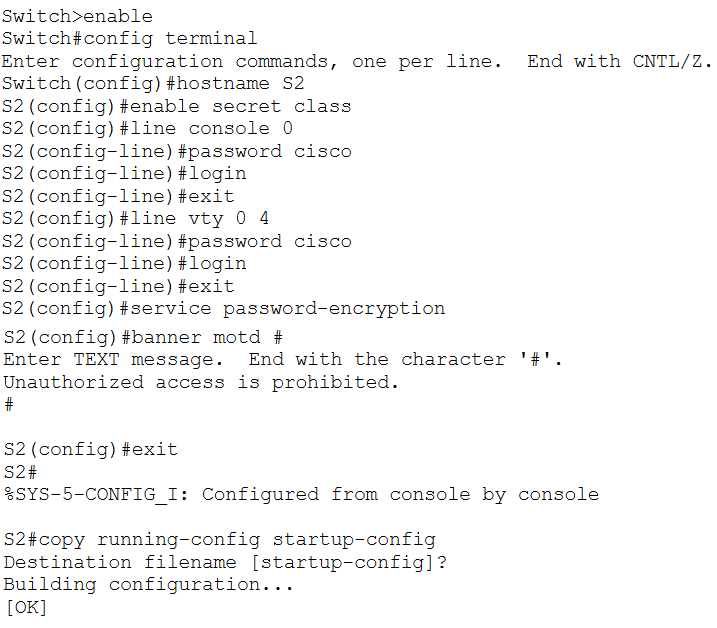 Switch>enable
Switch#config terminal
Enter configuration commands, one per line.  End with CNTL/Z.
Switch(config)#hostname S2
S2(config)#enable secret class
S2(config)#line console 0
S2(config-line)#password cisco
S2(config-line)#login
S2(config-line)#exit
S2(config)#line vty 0 4
S2(config-line)#password cisco
S2(config-line)#login
S2(config-line)#exit
S2(config)#service password-encryption
S2(config)#banner motd #
Enter TEXT message.  End with the character '#'.
Unauthorized access is prohibited.
#
S2(config)#exit
S2#
%SYS-5-CONFIG_I: Configured from console by console
S2#copy running-config startup-config
Destination filename [startup-config]?
Building configuration...
[OK]